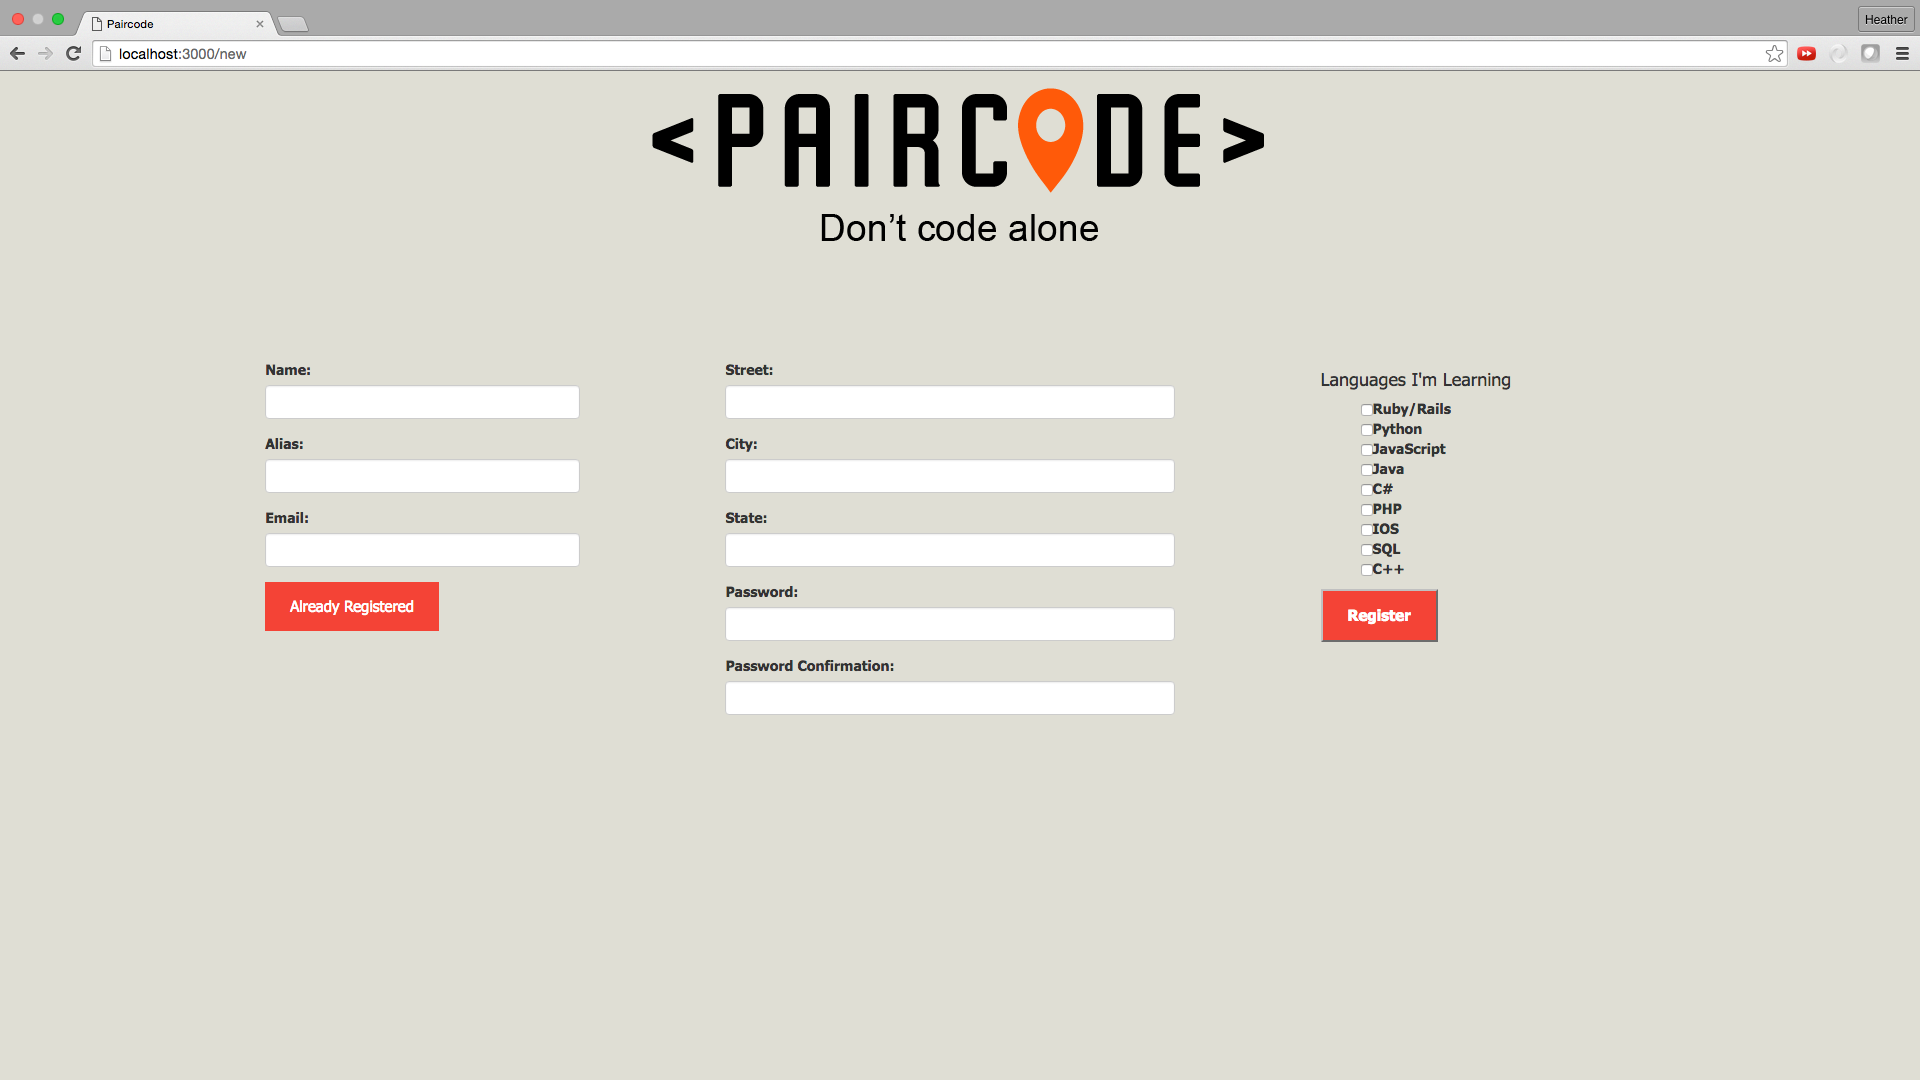 Paircode
Heather
localhost:3000/new
<PAIRCODE>
Don’t code alone
Name:
Alias:
Email:
Already Registered
Street:
City:
State:
Password:
Password Confirmation:
Languages I'm Learning
Ruby/Rails
Python
JavaScript
Java
C#
PHP
IOS
SQL
C++
Register